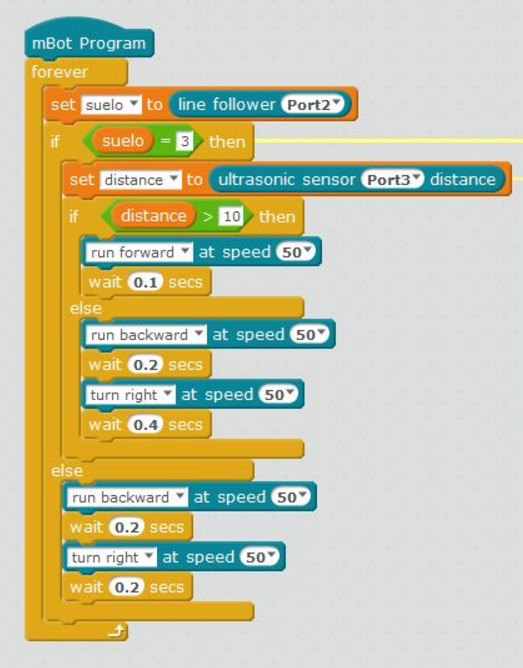 mBot Program
forever
set suelo to line follower Port2
if suelo = 3 then
set distance to ultrasonic sensor Port3 distance
if distance > 10 then
run forward at speed 50
wait 0.1 secs
else
run backward at speed 50
wait 0.2 secs
turn right at speed 50
wait 0.4 secs
else
run backward at speed 50
wait 0.2 secs
turn right at speed 50
wait 0.2 secs